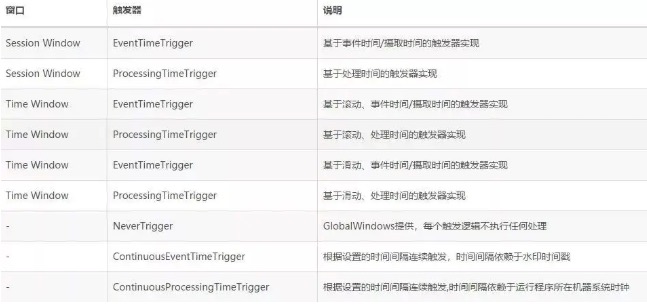 窗口 触发器 说明
Session Window EventTimeTrigger 基于事件时间/摄取时间的触发器实现
Session Window ProcessingTimeTrigger 基于处理时间的触发器实现
Time Window EventTimeTrigger 基于滚动、事件时间/摄取时间的触发器实现
Time Window ProcessingTimeTrigger 基于滚动、处理时间的触发器实现
Time Window EventTimeTrigger 基于滑动、事件时间/摄取时间的触发器实现
Time Window ProcessingTimeTrigger 基于滑动、处理时间的触发器实现
- NeverTrigger GlobalWindows提供，每个触发逻辑不执行任何处理
- ContinuousEventTimeTrigger 根据设置的时间间隔连续触发，时间间隔依赖于水印时间戳
- ContinuousProcessingTimeTrigger 根据设置的时间间隔连续触发,时间间隔依赖于运行程序所在机器系统时钟